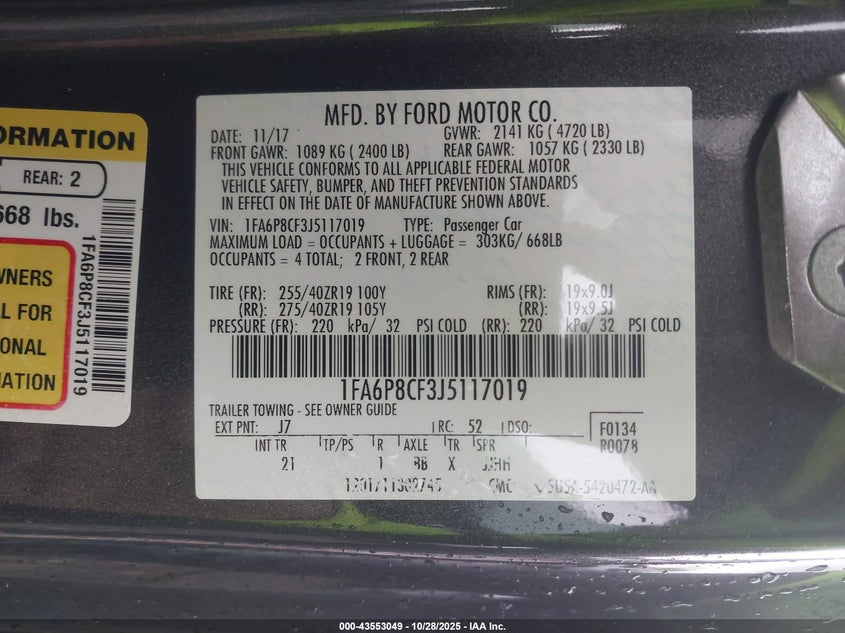 ORMATION
REAR: 2
668 lbs.
WNERS
L FOR
ONAL
MATION
1FA6P8CF3J5117019
MFD. BY FORD MOTOR CO.
DATE: 11/17 GVWR: 2141 KG ( 4720 LB)
FRONT GAWR: 1089 KG ( 2400 LB) REAR GAWR: 1057 KG ( 2330 LB)
THIS VEHICLE CONFORMS TO ALL APPLICABLE FEDERAL MOTOR
VEHICLE SAFETY, BUMPER, AND THEFT PREVENTION STANDARDS
IN EFFECT ON THE DATE OF MANUFACTURE SHOWN ABOVE.
VIN: 1FA6P8CF3J5117019 TYPE: Passenger Car
MAXIMUM LOAD = OCCUPANTS + LUGGAGE = 303KG/ 668LB
OCCUPANTS = 4 TOTAL; 2 FRONT, 2 REAR
TIRE (FR): 255/40ZR19 100Y RIMS (FR): 19x9.0J
(RR): 275/40ZR19 105Y (RR): 19x9.5J
PRESSURE (FR): 220 kPa/ 32 PSI COLD (RR): 220 kPa/ 32 PSI COLD
1FA6P8CF3J5117019
TRAILER TOWING - SEE OWNER GUIDE
EXT PNT: J7 RC: 52 DSO: F0134
INT TR TP/PS R AXLE TR SPR R0078
21 1 BB X JJHH
CMC
000-43553049 - 10/28/2025 - IAA Inc.